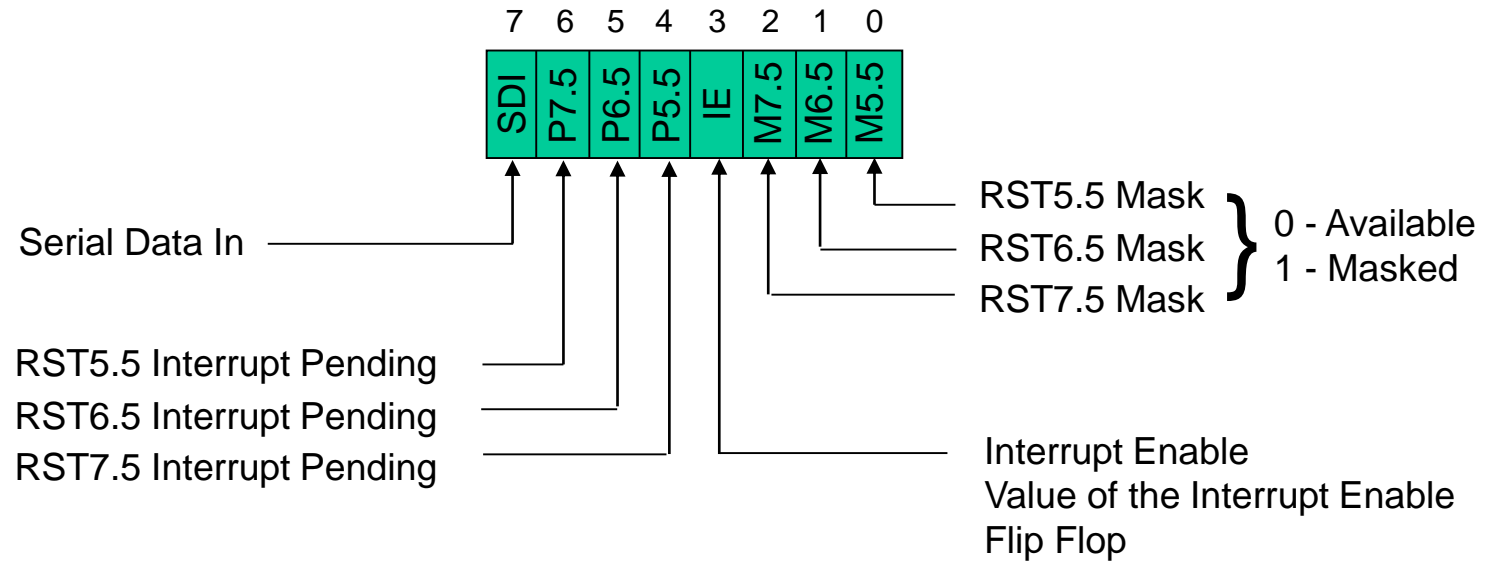 7 6 5 4 3 2 1 0
SDI P7.5 P6.5 P5.5 IE M7.5 M6.5 M5.5
Serial Data In
RST5.5 Interrupt Pending
RST6.5 Interrupt Pending
RST7.5 Interrupt Pending
RST5.5 Mask
RST6.5 Mask
RST7.5 Mask
}
0 - Available
1 - Masked
Interrupt Enable
Value of the Interrupt Enable
Flip Flop